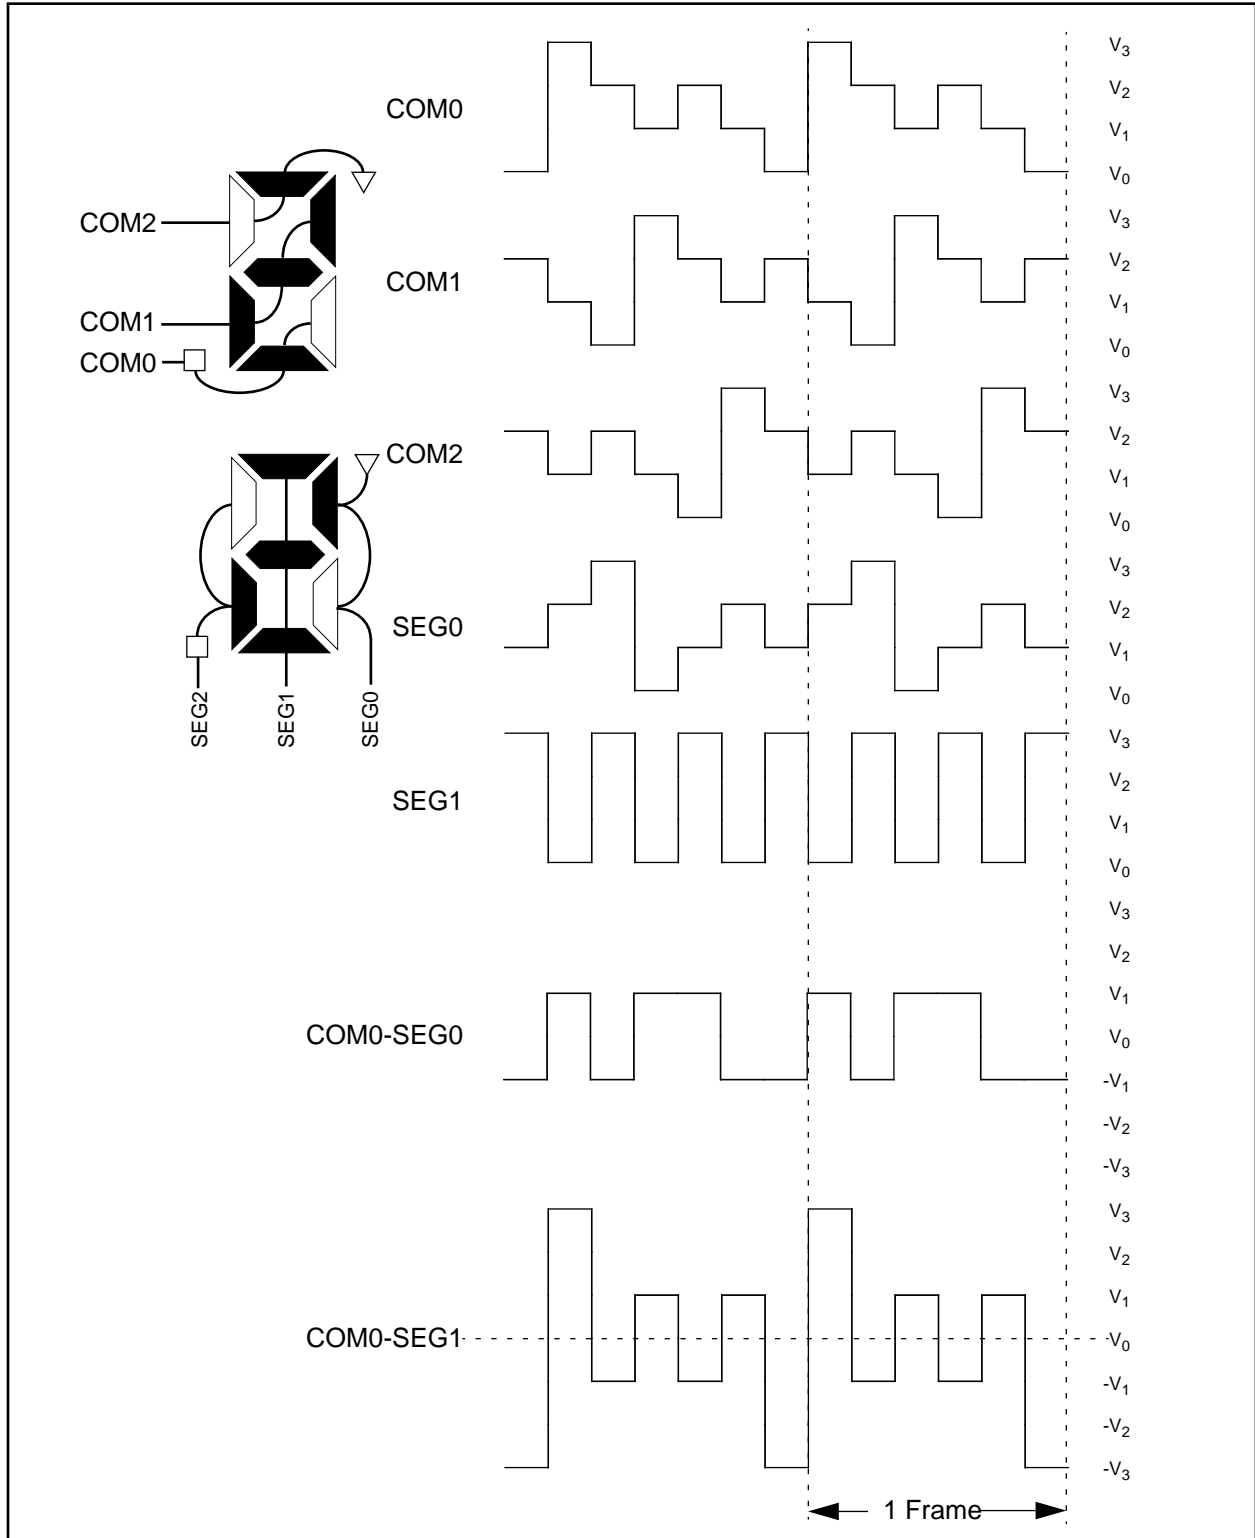 COM0
V3
V2
V1
V0
COM2
COM1
COM0
COM1
V3
V2
V1
V0
COM2
V3
V2
V1
V0
SEG0
V3
V2
V1
V0
SEG2
SEG1
SEG0
SEG1
V3
V2
V1
V0
COM0-SEG0
V3
V2
V1
V0
-V1
-V2
-V3
COM0-SEG1
V3
V2
V1
V0
-V1
-V2
-V3
1 Frame